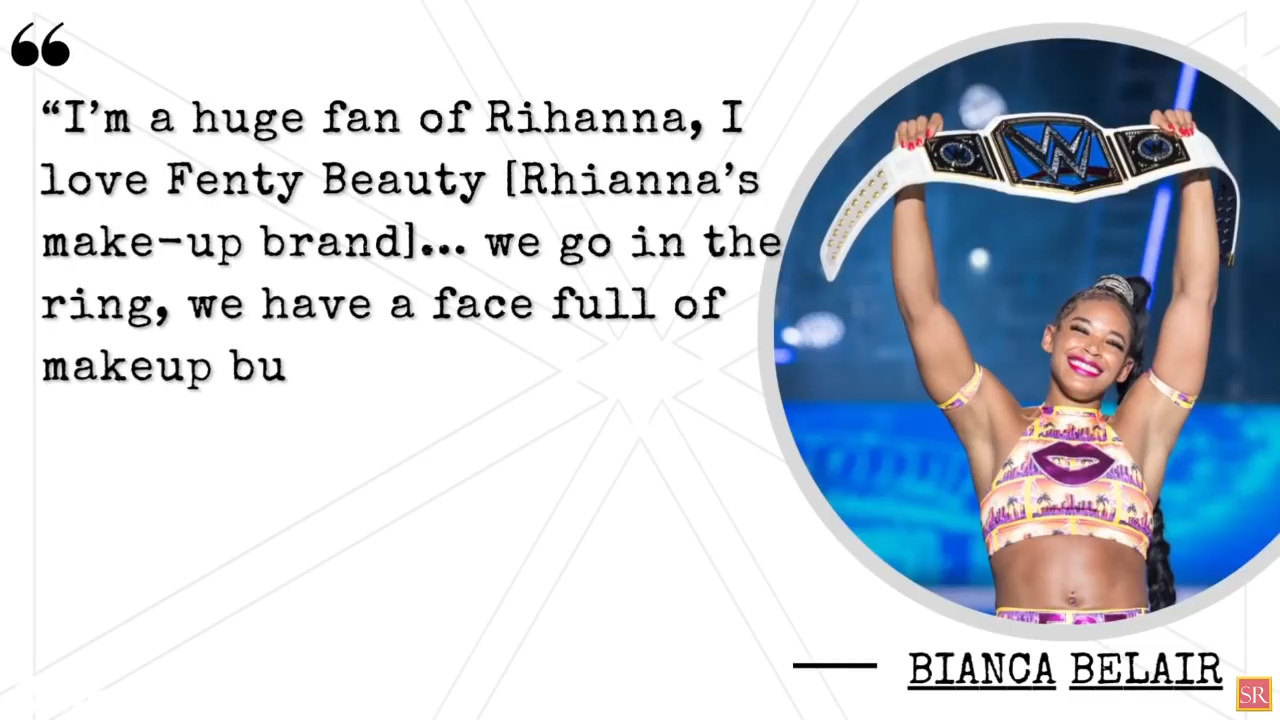 “I’m a huge fan of Rihanna, I
love Fenty Beauty [Rhianna’s
make-up brand]... we go in the
ring, we have a face full of
makeup bu
BIANCA BELAIR
SR